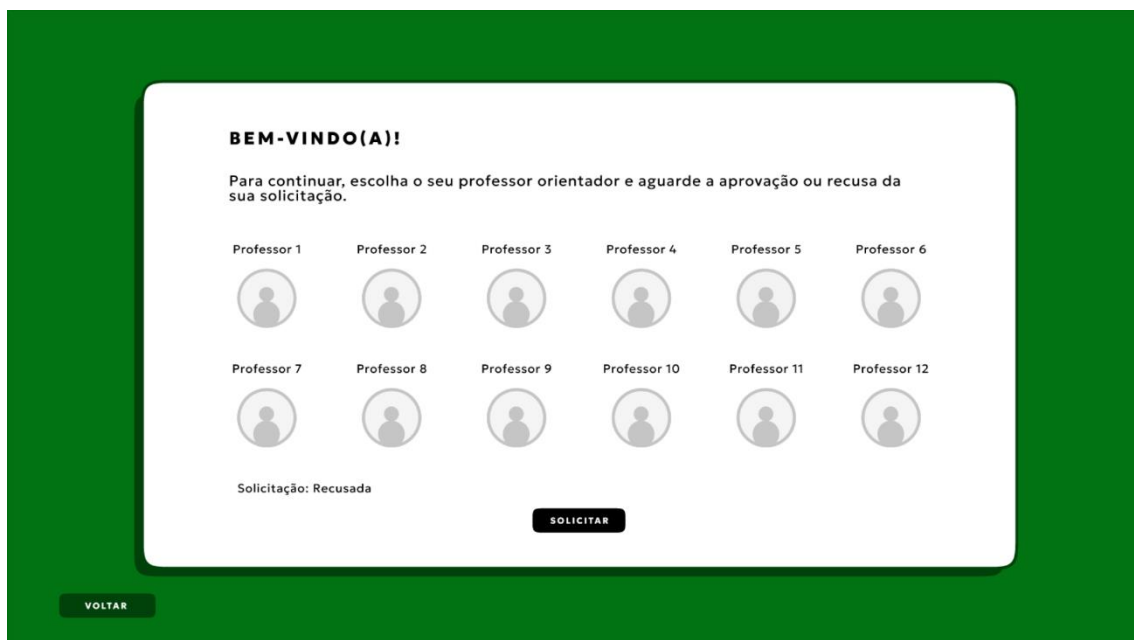 BEM-VINDO(A)!
Para continuar, escolha o seu professor orientador e aguarde a aprovação ou recusa da
sua solicitação.
Professor 1 Professor 2 Professor 3 Professor 4 Professor 5 Professor 6
Professor 7 Professor 8 Professor 9 Professor 10 Professor 11 Professor 12
Solicitação: Recusada
SOLICITAR
VOLTAR